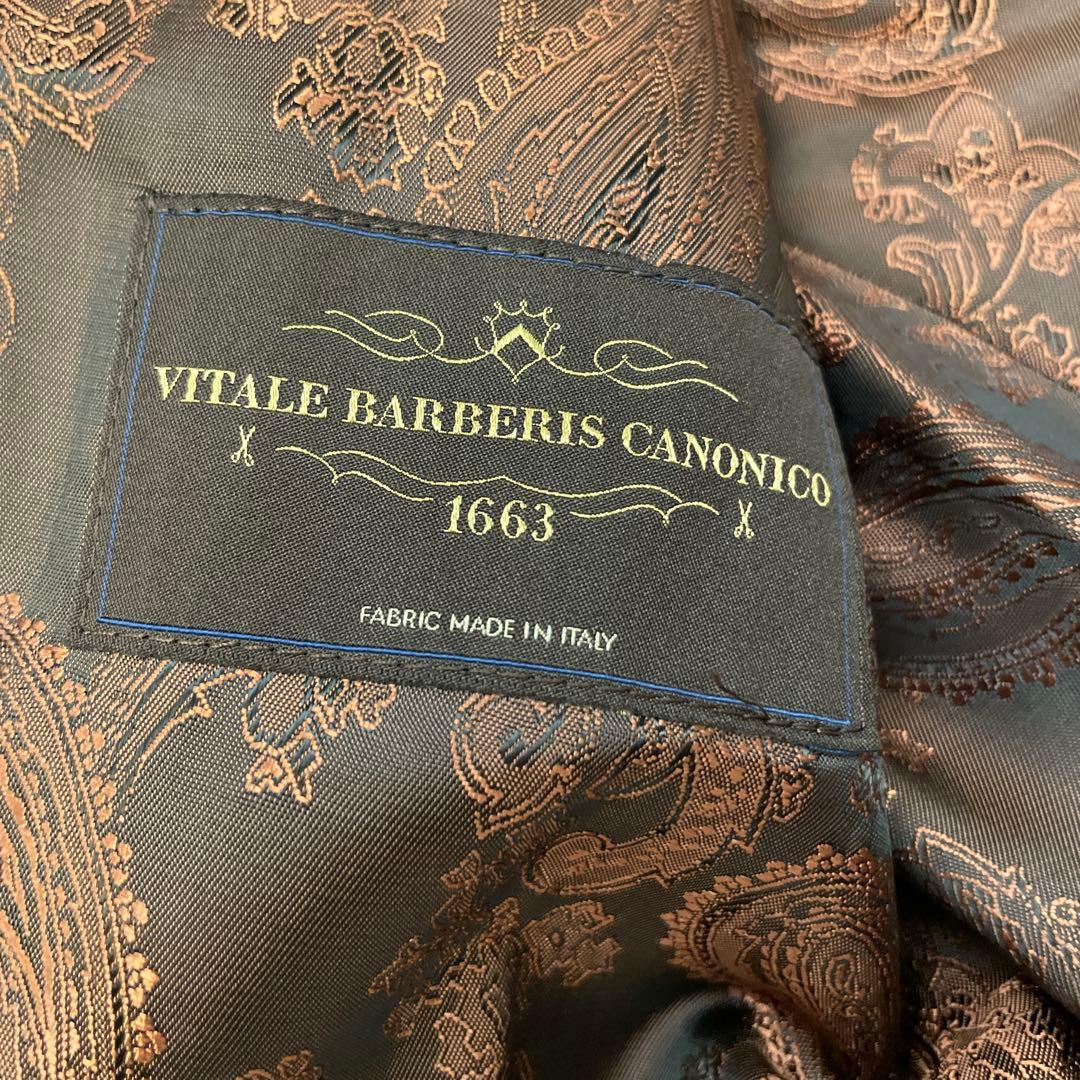 VITALE BARBERIS CANONICO
1663
FABRIC MADE IN ITALY